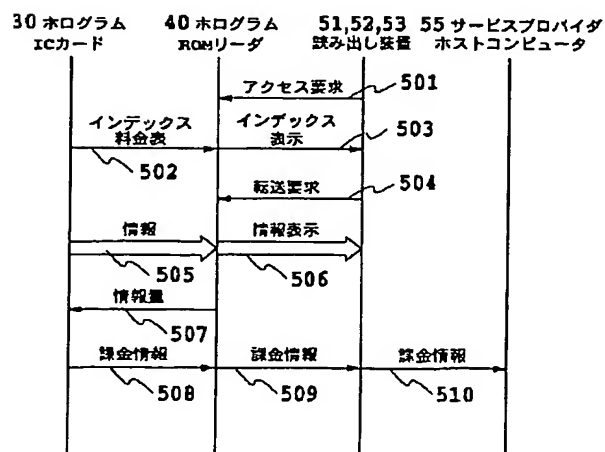 30 ホログラム
ICカード
40 ホログラム
ROMリーダ
51,52,53
読み出し装置
55 サービスプロバイダ
ホストコンピュータ
アクセス要求
501
インデックス
料金表
502
インデックス
表示
503
転送要求
504
情報
505
情報表示
506
情報量
507
課金情報
508
課金情報
509
課金情報
510